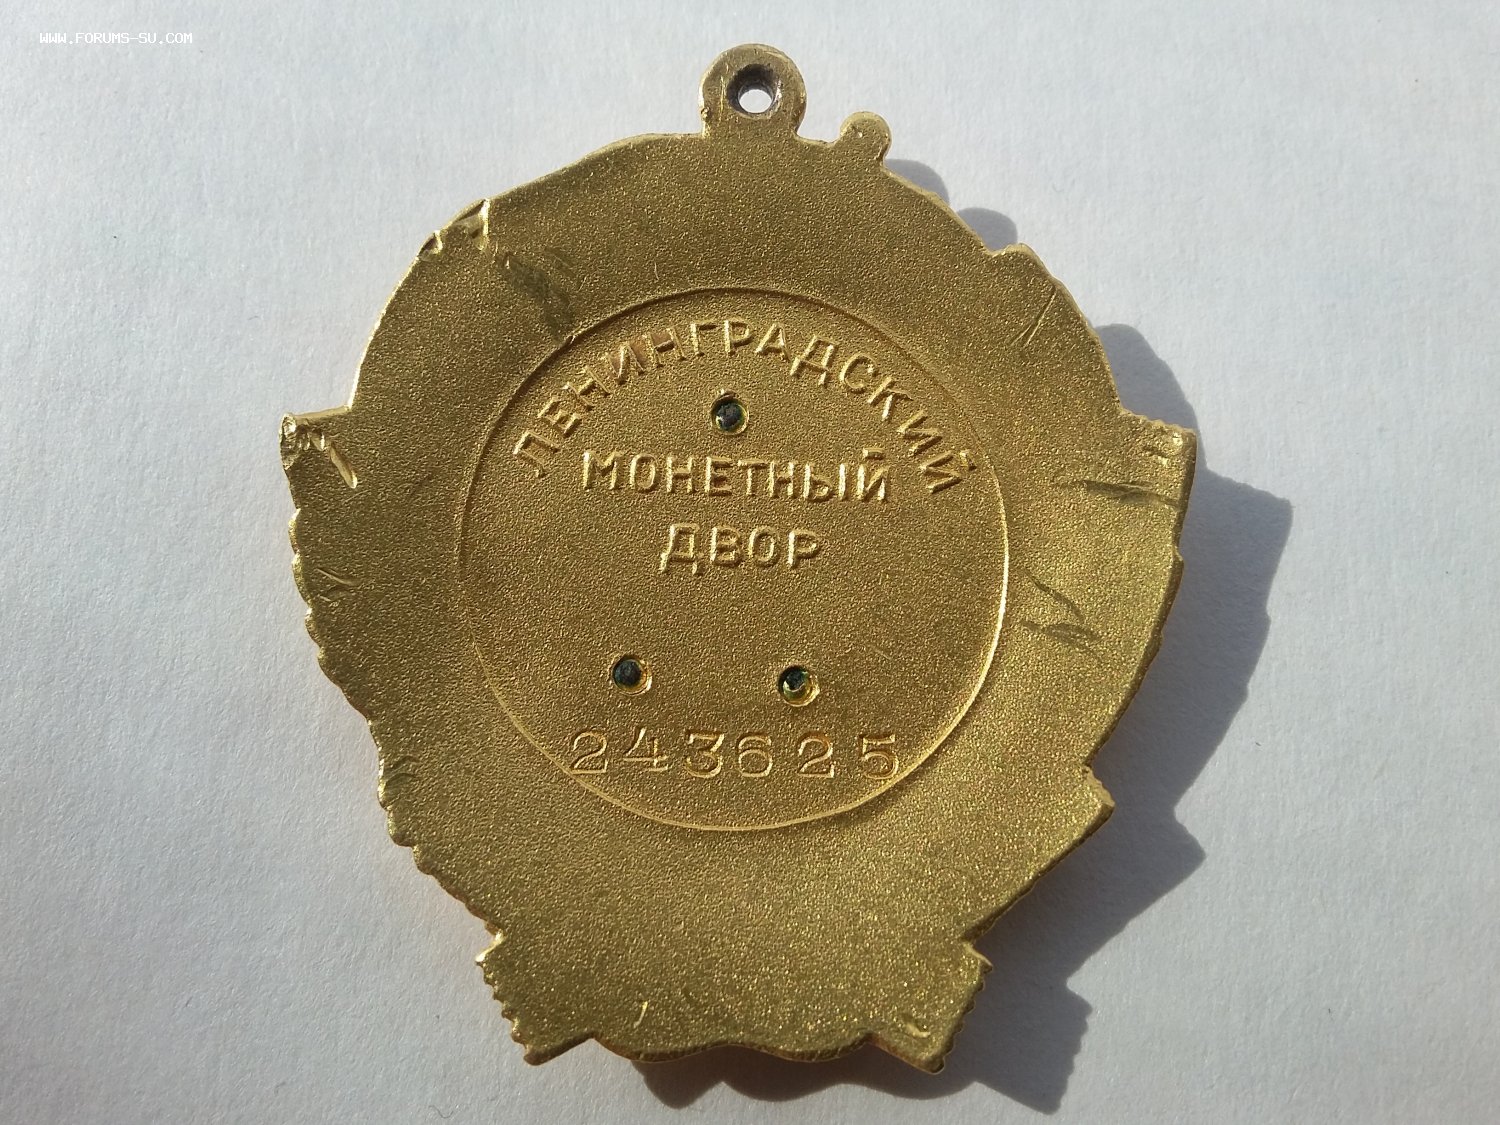 WWW.FORUMS-SU.COM
ЛЕНИНГРАДСКИЙ
МОНЕТНЫЙ
ДВОР
243625